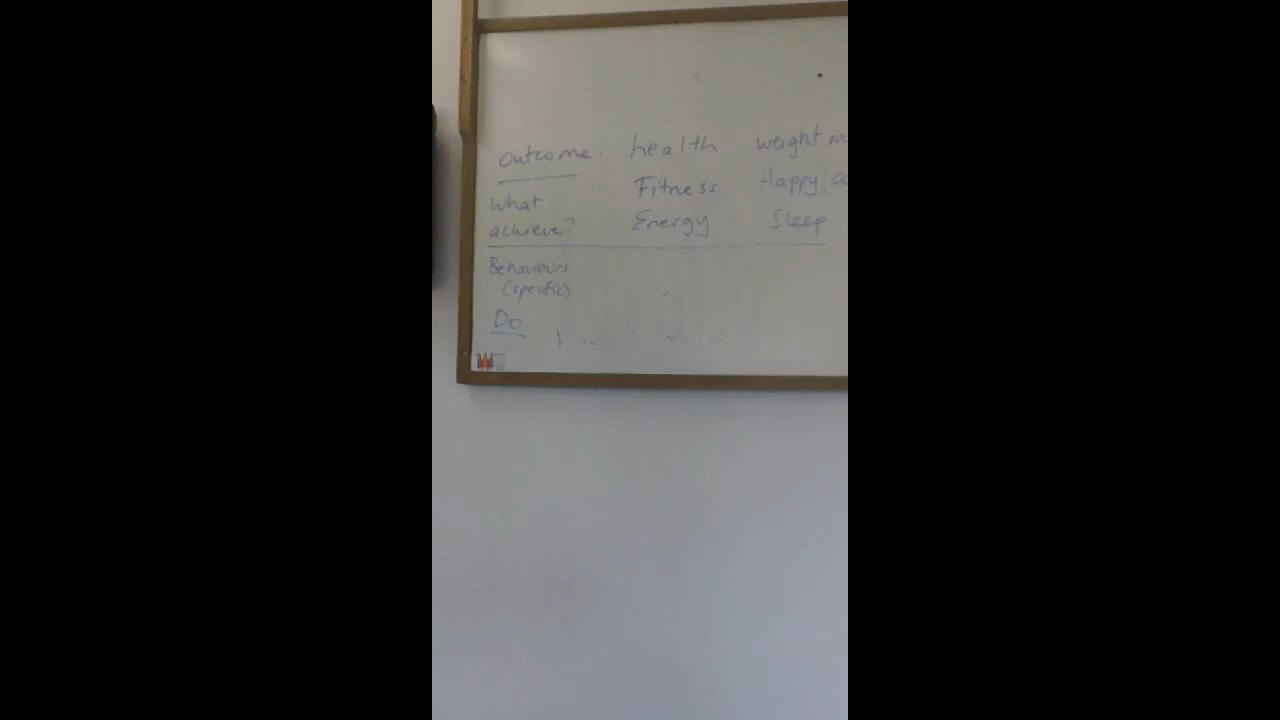 outcome. health weight m
What Fitness Happy
achieve? Energy Sleep
Behaviours
(specific)
Do